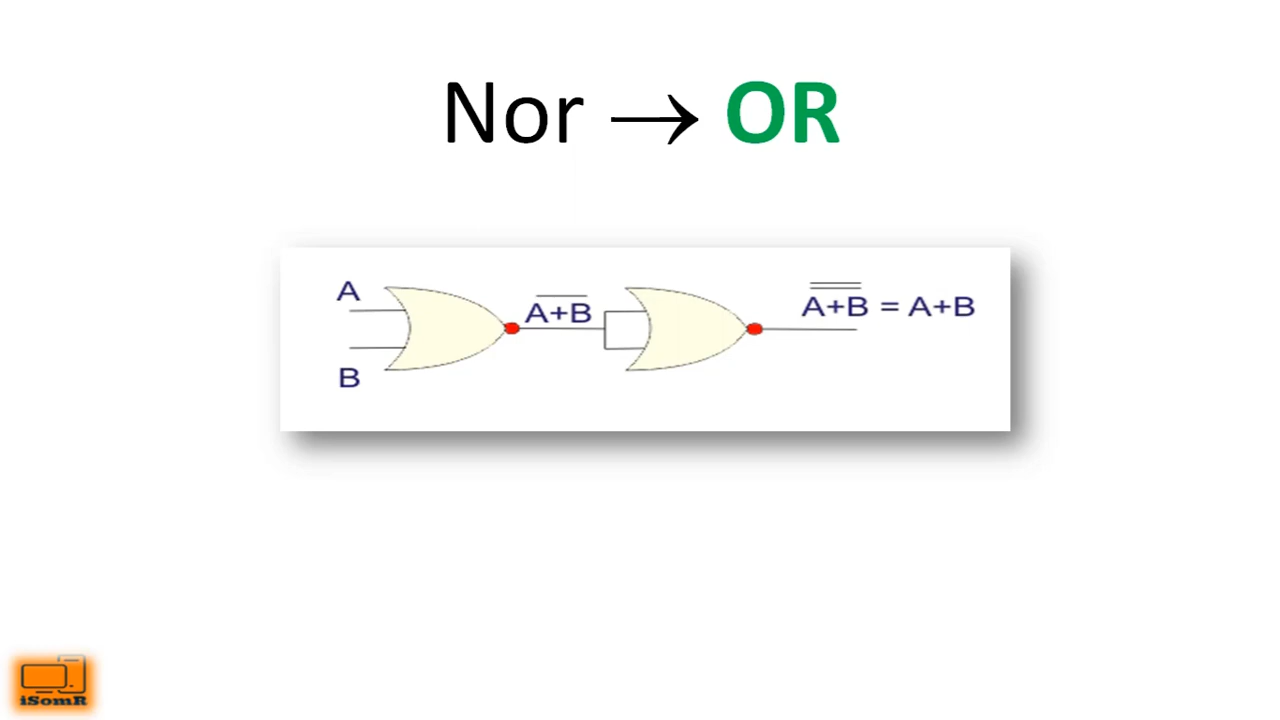 Nor → OR
A
B
A̅+̅B̅
A̿+̿B̿ = A+B
iSomR